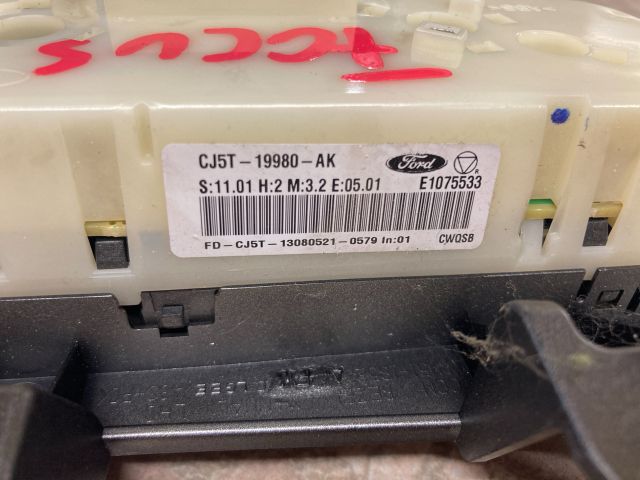 FOCUS
CJ5T-19980-AK
Ford
R
S:11.01 H:2 M:3.2 E:05.01
E1075533
FD-CJ5T-13080521-0579 In:01
CWQSB